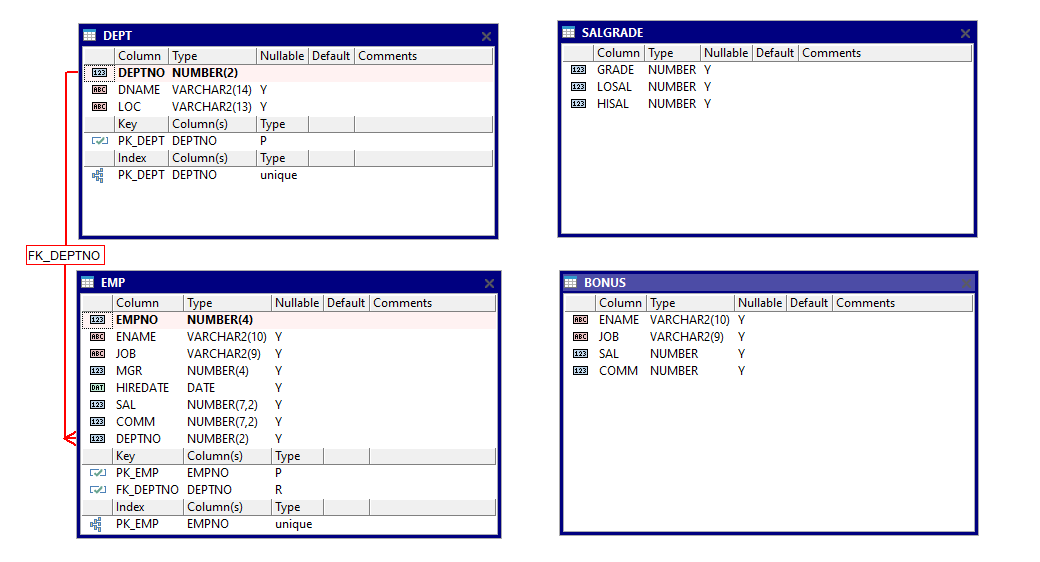 DEPT
Column Type Nullable Default Comments
123 DEPTNO NUMBER(2)
ABC DNAME VARCHAR2(14) Y
ABC LOC VARCHAR2(13) Y
Key Column(s) Type
PK_DEPT DEPTNO P
Index Column(s) Type
PK_DEPT DEPTNO unique
SALGRADE
Column Type Nullable Default Comments
123 GRADE NUMBER Y
123 LOSAL NUMBER Y
123 HISAL NUMBER Y
FK_DEPTNO
EMP
Column Type Nullable Default Comments
123 EMPNO NUMBER(4)
ABC ENAME VARCHAR2(10) Y
ABC JOB VARCHAR2(9) Y
123 MGR NUMBER(4) Y
DAT HIREDATE DATE Y
123 SAL NUMBER(7,2) Y
123 COMM NUMBER(7,2) Y
123 DEPTNO NUMBER(2) Y
Key Column(s) Type
PK_EMP EMPNO P
FK_DEPTNO DEPTNO R
Index Column(s) Type
PK_EMP EMPNO unique
BONUS
Column Type Nullable Default Comments
ABC ENAME VARCHAR2(10) Y
ABC JOB VARCHAR2(9) Y
123 SAL NUMBER Y
123 COMM NUMBER Y